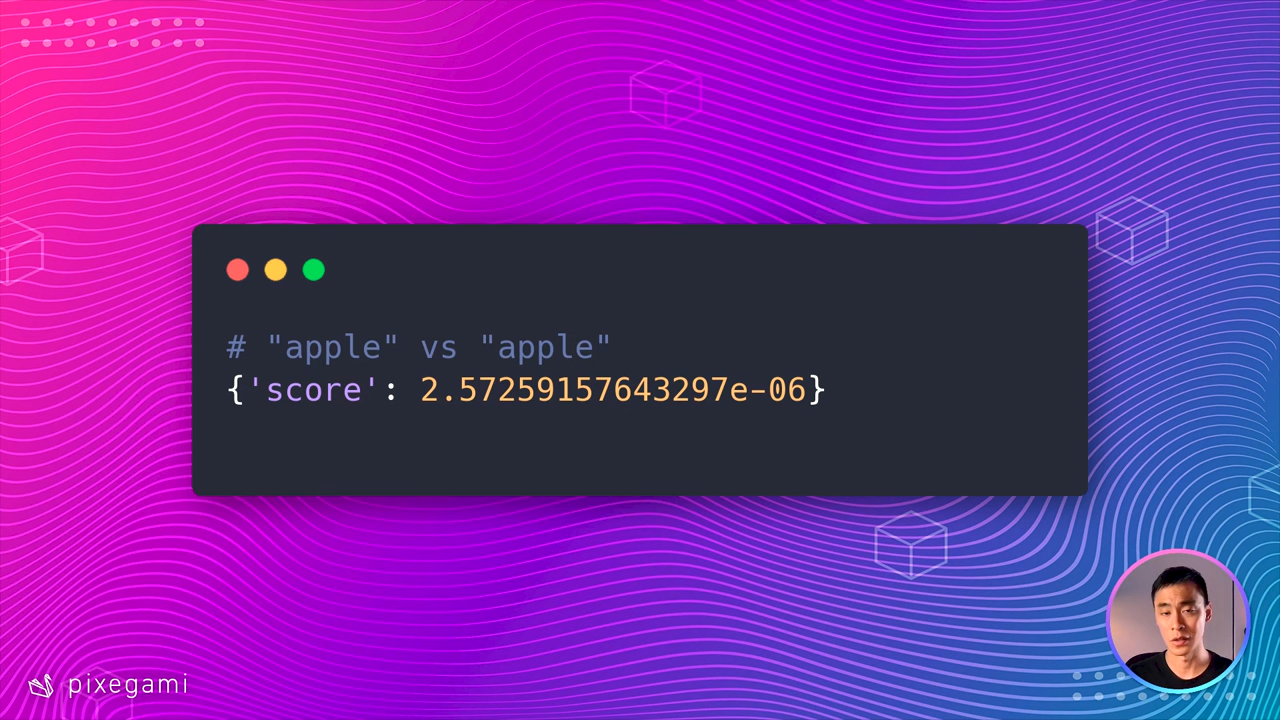 # "apple" vs "apple"
{'score': 2.57259157643297e-06}
pixegami